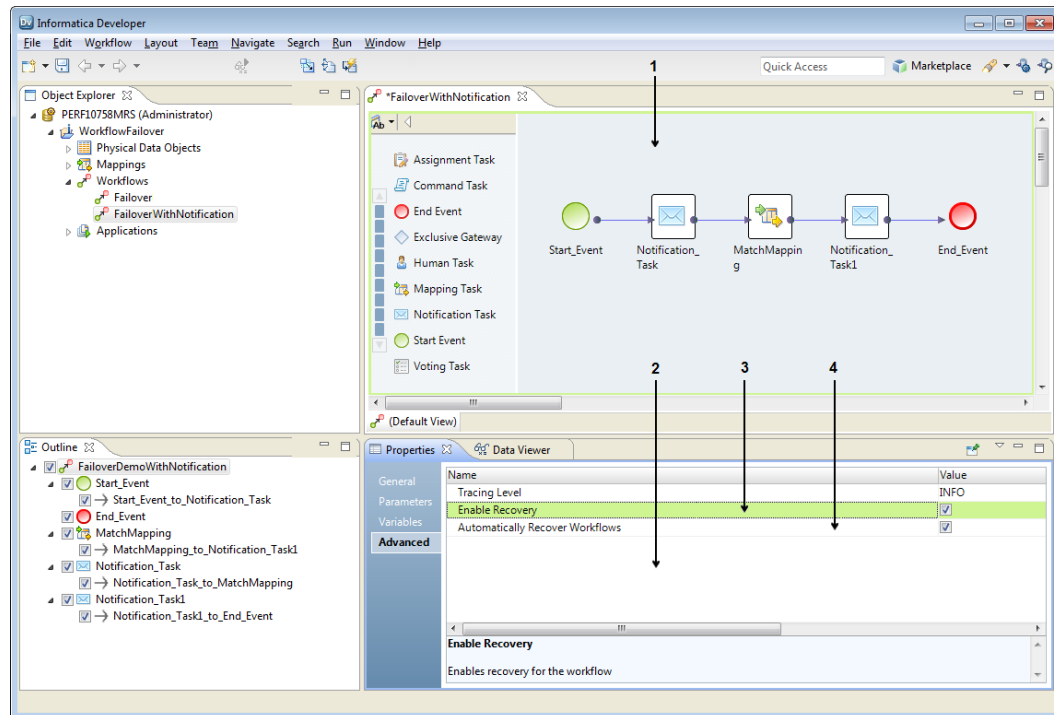 Informatica Developer
File Edit Workflow Layout Team Navigate Search Run Window Help
1
Quick Access
Marketplace
Object Explorer
PERF10758MRS (Administrator)
WorkflowFailover
Physical Data Objects
Mappings
Workflows
Failover
FailoverWithNotification
Applications
*FailoverWithNotification
Ab
Assignment Task
Command Task
End Event
Exclusive Gateway
Human Task
Mapping Task
Notification Task
Start Event
Voting Task
Start_Event
Notification_
Task
MatchMappin
g
Notification_
Task1
End_Event
2 3 4
(Default View)
Outline
FailoverDemoWithNotification
Start_Event
Start_Event_to_Notification_Task
End_Event
MatchMapping
MatchMapping_to_Notification_Task1
Notification_Task
Notification_Task_to_MatchMapping
Notification_Task1
Notification_Task1_to_End_Event
Properties Data Viewer
General
Parameters
Variables
Advanced
Name Value
Tracing Level INFO
Enable Recovery
Automatically Recover Workflows
Enable Recovery
Enables recovery for the workflow